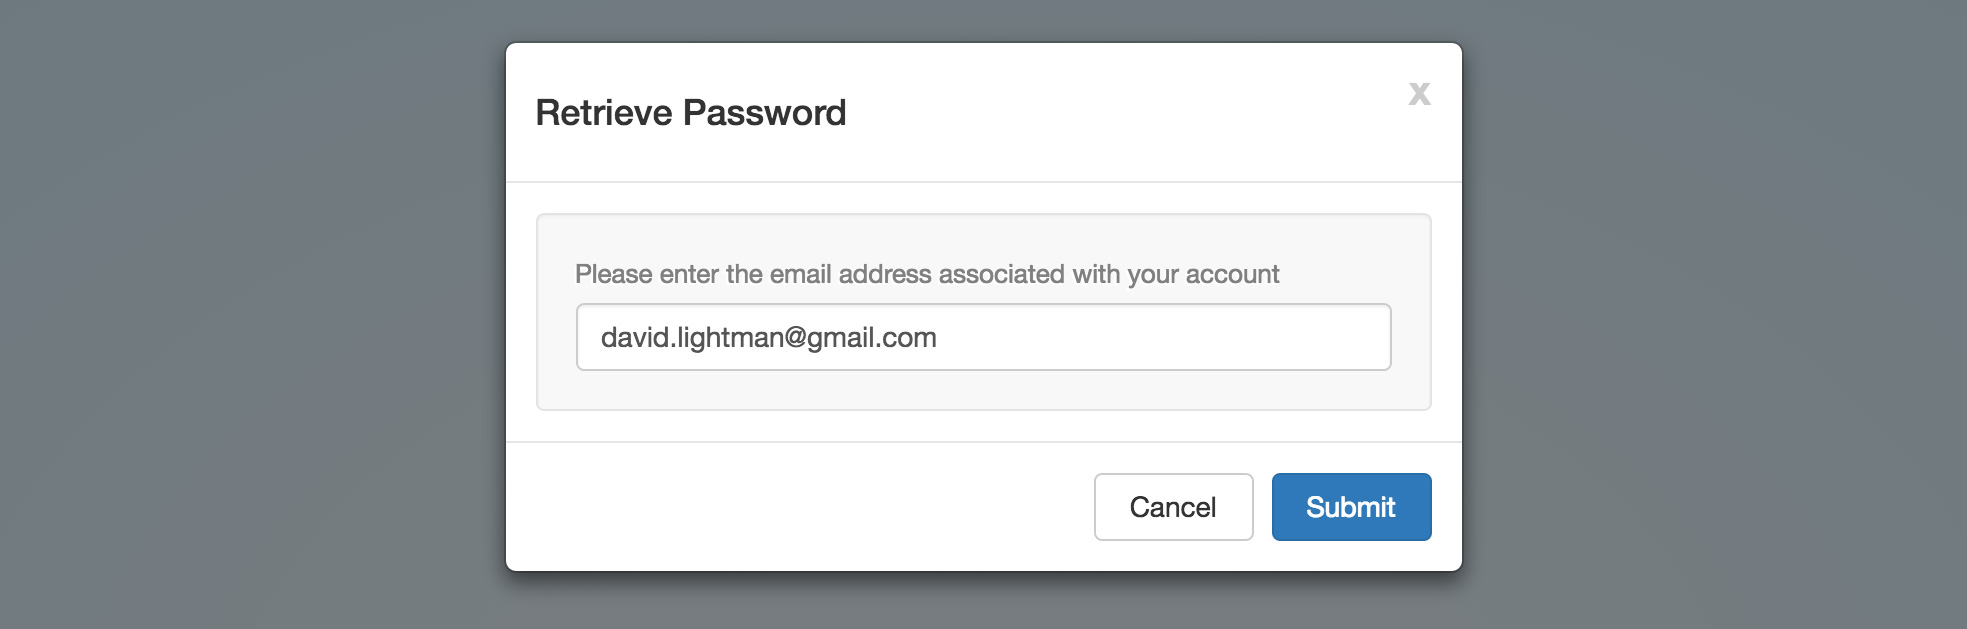 Retrieve Password
x
Please enter the email address associated with your account
david.lightman@gmail.com
Cancel
Submit